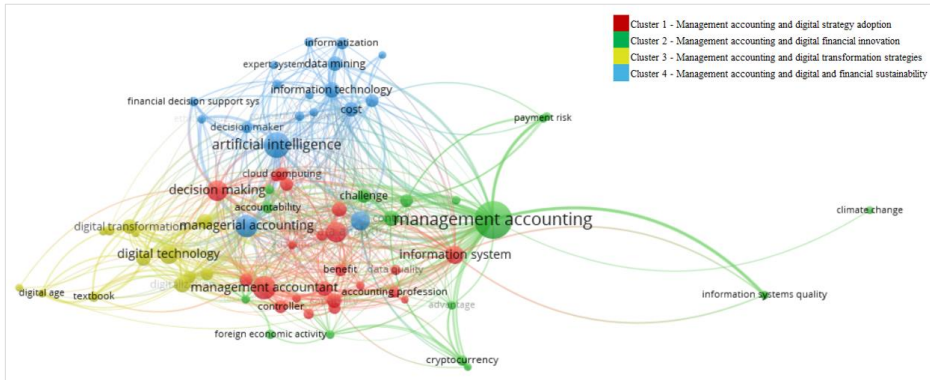 Cluster 1 - Management accounting and digital strategy adoption
Cluster 2 - Management accounting and digital financial innovation
Cluster 3 - Management accounting and digital transformation strategies
Cluster 4 - Management accounting and digital and financial sustainability
informatization
expert system
data mining
information technology
financial decision support sys
cost
payment risk
decision maker
artificial intelligence
cloud computing
decision making
challenge
accountability
climate change
management accounting
digital transformation
managerial accounting
digital technology
information system
benefit
data quality
management accountant
digital age
textbook
accounting profession
information systems quality
controller
advantage
foreign economic activity
cryptocurrency